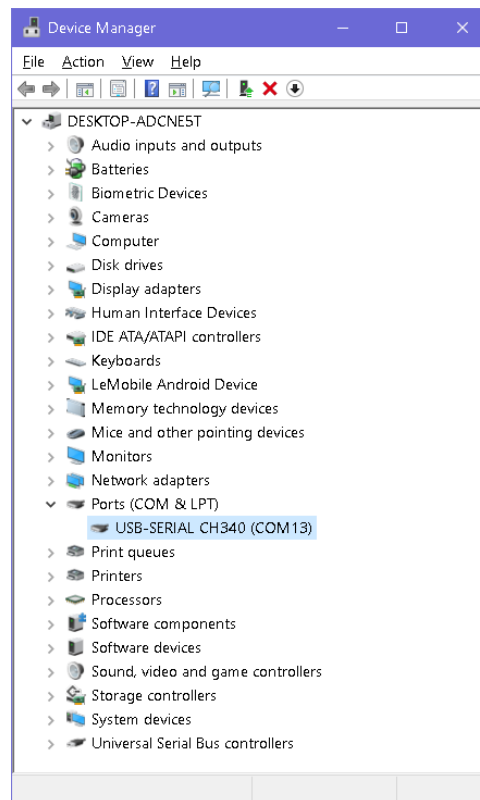 Device Manager
File Action View Help
DESKTOP-ADCNE5T
Audio inputs and outputs
Batteries
Biometric Devices
Cameras
Computer
Disk drives
Display adapters
Human Interface Devices
IDE ATA/ATAPI controllers
Keyboards
LeMobile Android Device
Memory technology devices
Mice and other pointing devices
Monitors
Network adapters
Ports (COM & LPT)
USB-SERIAL CH340 (COM13)
Print queues
Printers
Processors
Software components
Software devices
Sound, video and game controllers
Storage controllers
System devices
Universal Serial Bus controllers